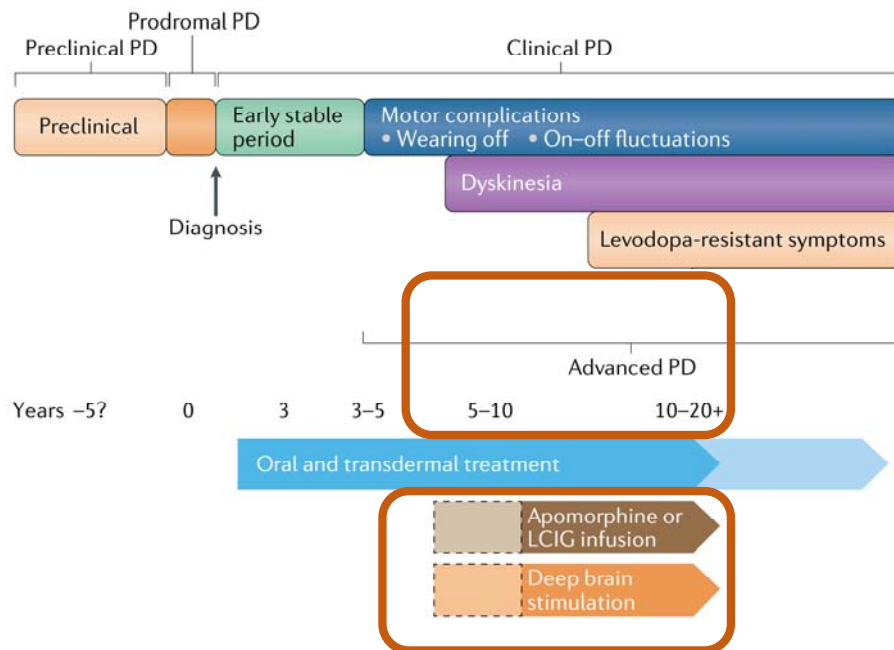 Prodromal PD
Preclinical PD
Clinical PD
Preclinical
Early stable
period
Motor complications
• Wearing off • On–off fluctuations
Dyskinesia
Diagnosis
Levodopa-resistant symptoms
Advanced PD
Years –5? 0 3 3–5 5–10 10–20+
Oral and transdermal treatment
Apomorphine or
LCIG infusion
Deep brain
stimulation